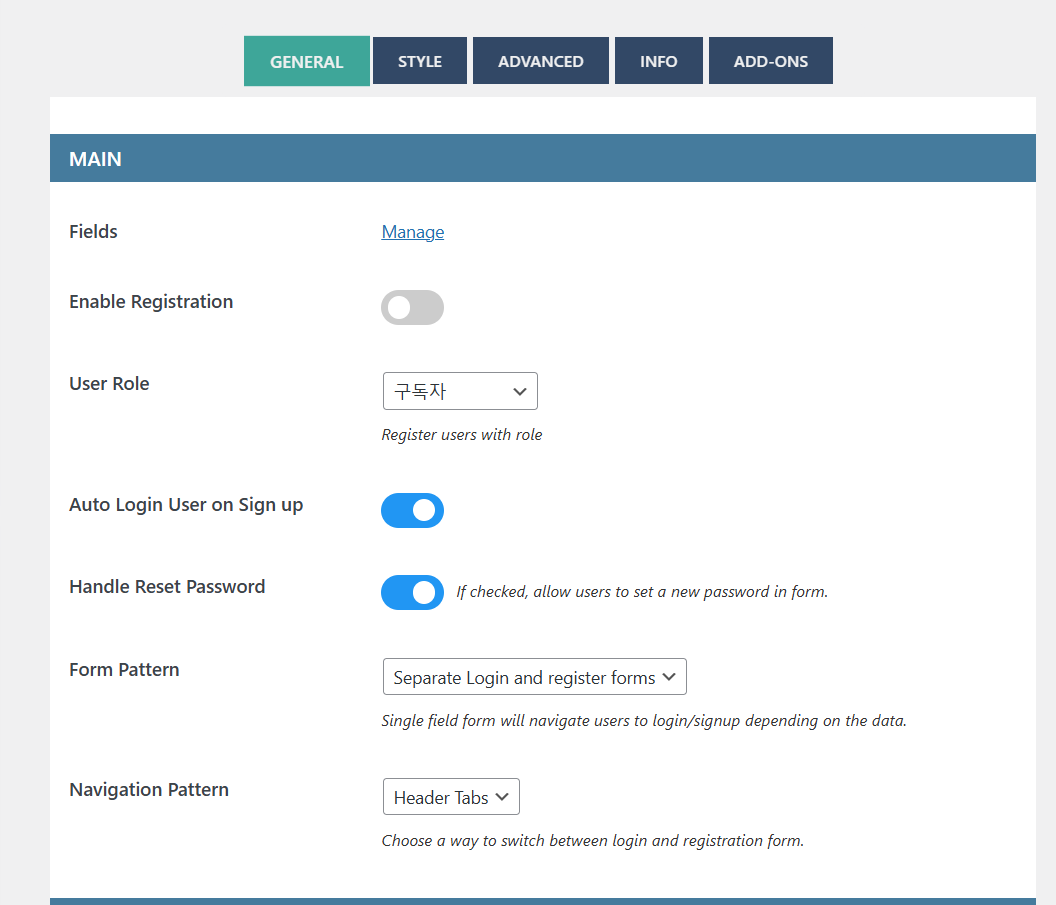 GENERAL STYLE ADVANCED INFO ADD-ONS
MAIN
Fields Manage
Enable Registration
User Role 구독자
Register users with role
Auto Login User on Sign up
Handle Reset Password If checked, allow users to set a new password in form.
Form Pattern Separate Login and register forms
Single field form will navigate users to login/signup depending on the data.
Navigation Pattern Header Tabs
Choose a way to switch between login and registration form.